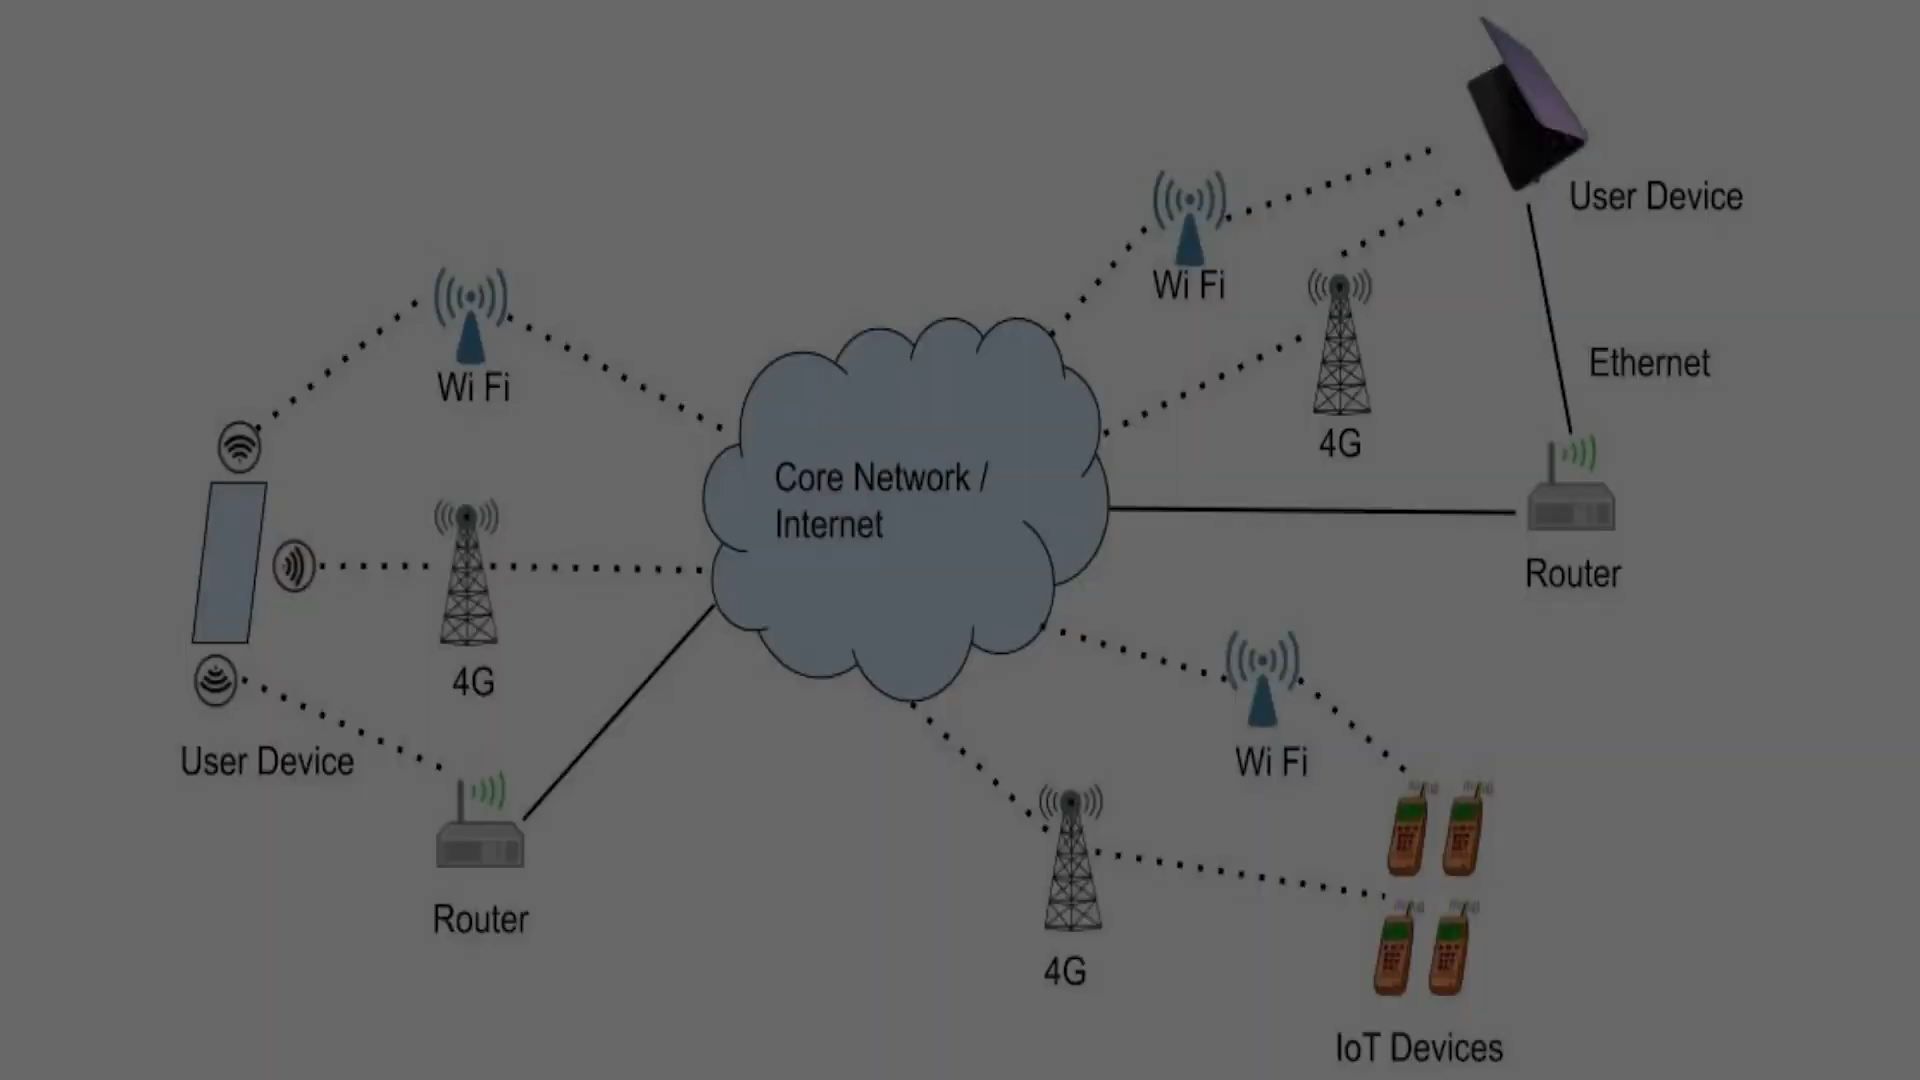 User Device
Wi Fi
Ethernet
Wi Fi
4G
Core Network /
Internet
Router
4G
Wi Fi
User Device
Router
4G
IoT Devices